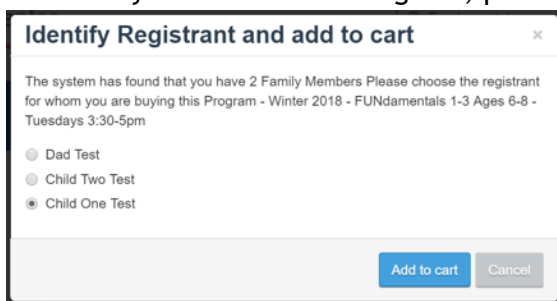 Identify Registrant and add to cart ×
The system has found that you have 2 Family Members Please choose the registrant
for whom you are buying this Program - Winter 2018 - FUNdamentals 1-3 Ages 6-8 -
Tuesdays 3:30-5pm
Dad Test
Child Two Test
Child One Test
Add to cart Cancel